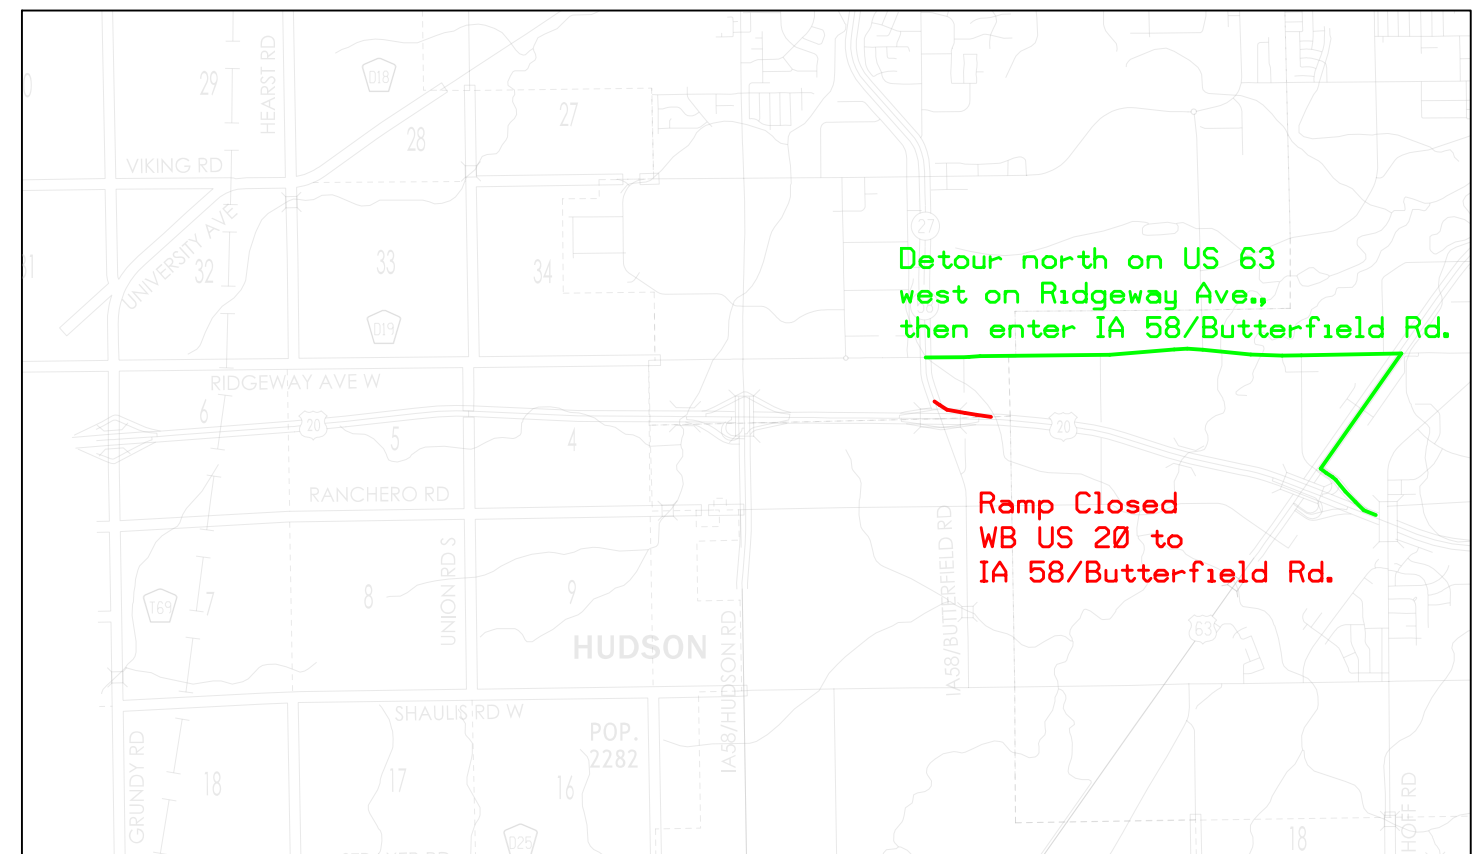 HEARST RD
29
D18
28
27
VIKING RD
UNIVERSITY AVE
32
33
34
27
31
D19
Detour north on US 63
west on Ridgeway Ave.,
then enter IA 58/Butterfield Rd.
RIDGEWAY AVE W
6
20
5
4
20
RANCHERO RD
Ramp Closed
WB US 20 to
IA 58/Butterfield Rd.
UNION RD S
IA58/BUTTERFIELD RD
T69
7
8
9
63
HUDSON
IA58/HUDSON RD
SHAULIS RD W
POP.
2282
GRUNDY RD
18
17
16
D25
18
HOFF RD